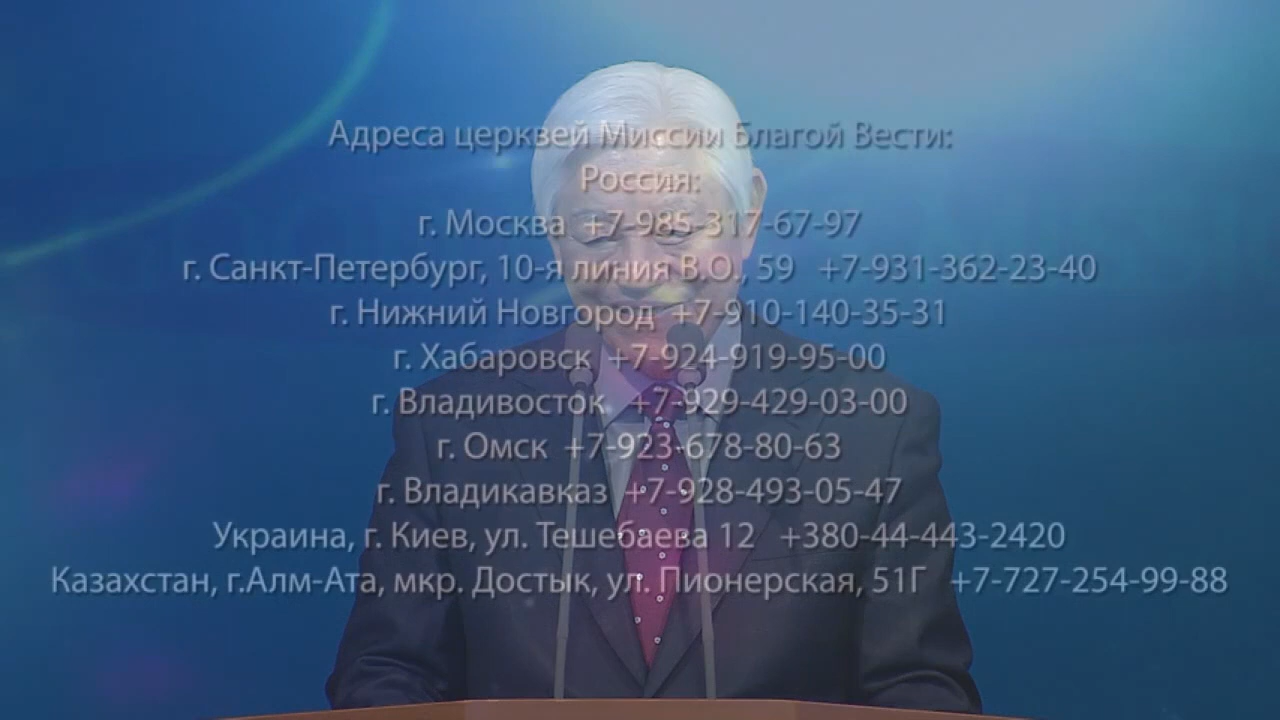 Адреса церквей Миссии Благой Вести:
Россия:
г. Москва +7-985-317-67-97
г. Санкт-Петербург, 10-я линия В.О., 59 +7-931-362-23-40
г. Нижний Новгород +7-910-140-35-31
г. Хабаровск +7-924-919-95-00
г. Владивосток +7-929-429-03-00
г. Омск +7-923-678-80-63
г. Владикавказ +7-928-493-05-47
Украина, г. Киев, ул. Тешебаева 12 +380-44-443-2420
Казахстан, г.Алм-Ата, мкр. Достык, ул. Пионерская, 51Г +7-727-254-99-88